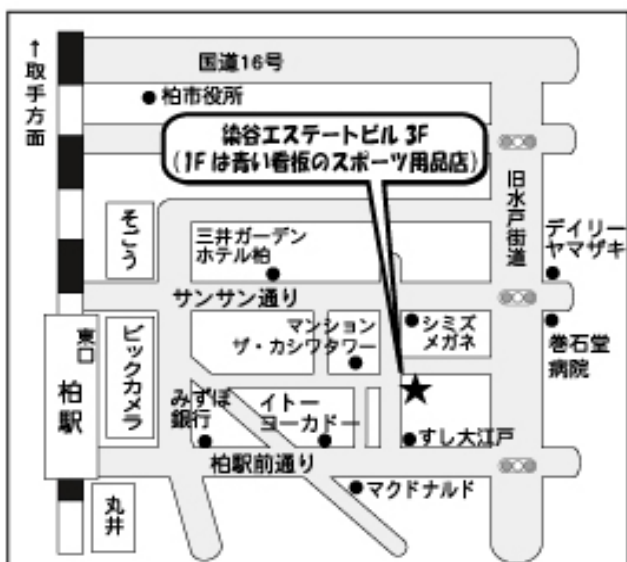 ↑取手方面
国道16号
柏市役所
染谷エステートビル 3F
(1Fは青い看板のスポーツ用品店)
旧水戸街道
そごう
三井ガーデン
ホテル柏
デイリー
ヤマザキ
サンサン通り
東口
柏駅
ビックカメラ
マンション
ザ・カシワタワー
シミズ
メガネ
巻石堂
病院
みずほ
銀行
イトー
ヨーカドー
すし大江戸
柏駅前通り
丸井
マクドナルド